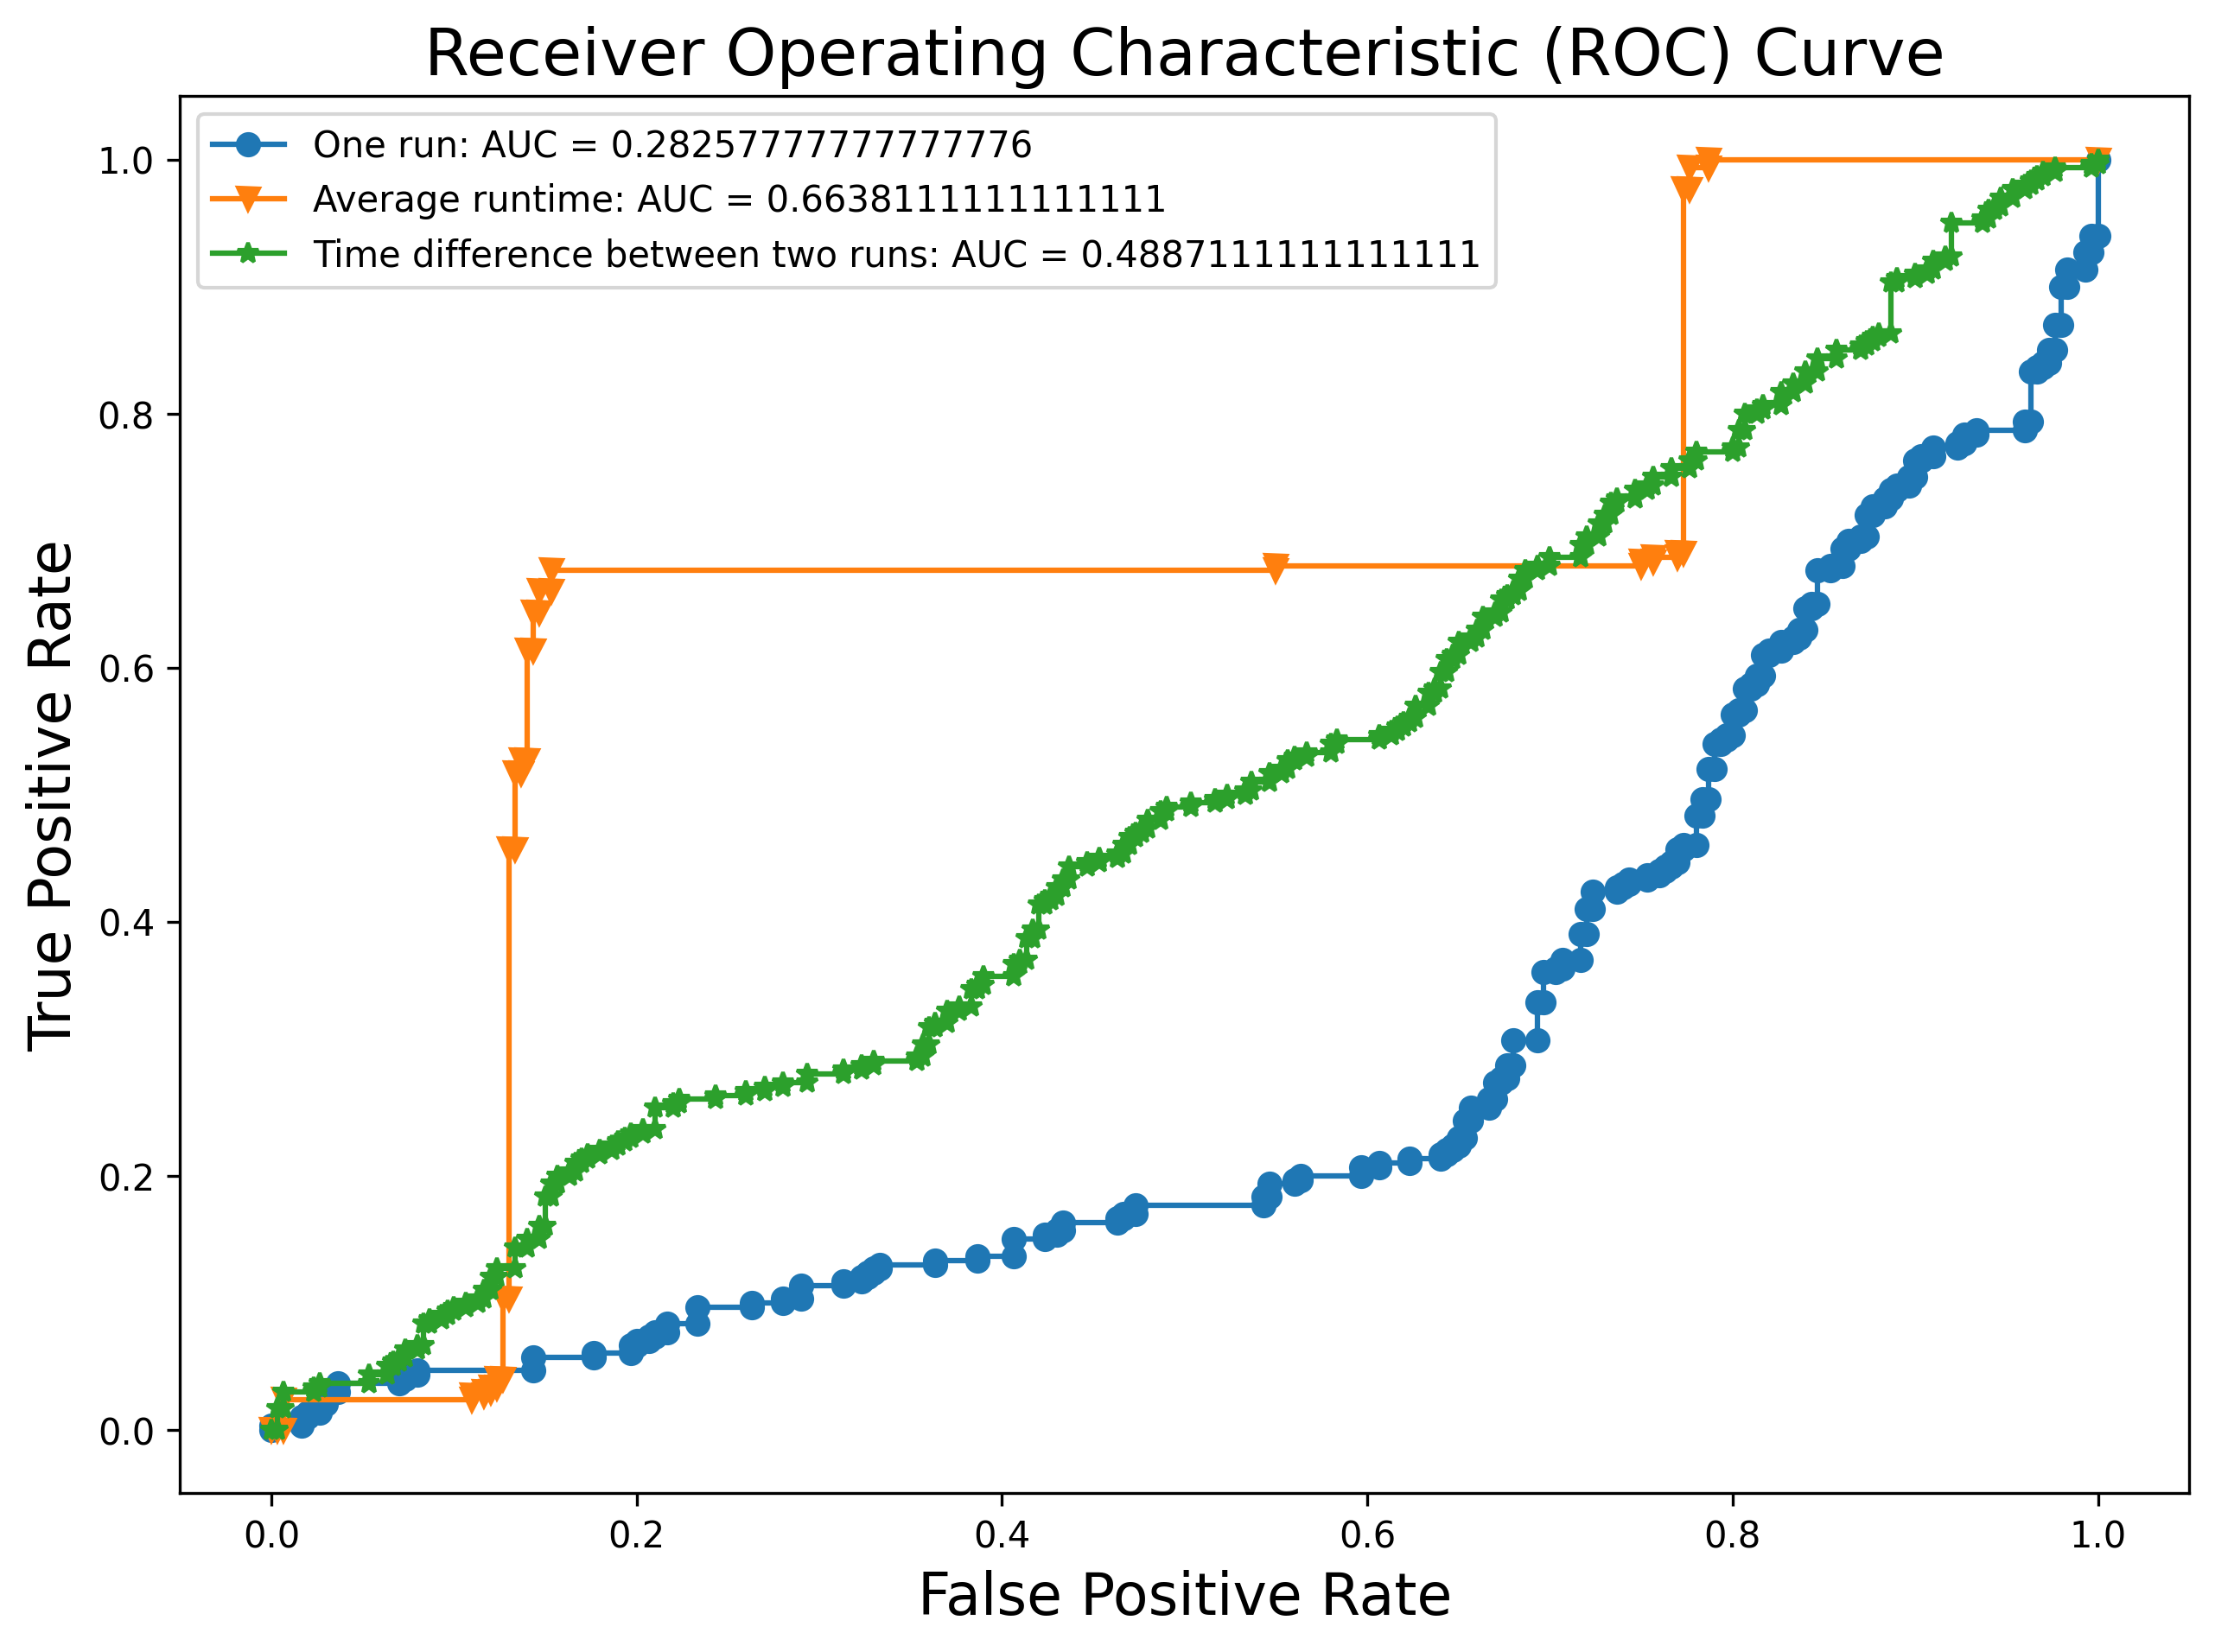 Receiver Operating Characteristic (ROC) Curve
One run: AUC = 0.28257777777777776
Average runtime: AUC = 0.6638111111111111
Time difference between two runs: AUC = 0.4887111111111111
1.0
0.8
0.6
0.4
0.2
0.0
True Positive Rate
0.0 0.2 0.4 0.6 0.8 1.0
False Positive Rate